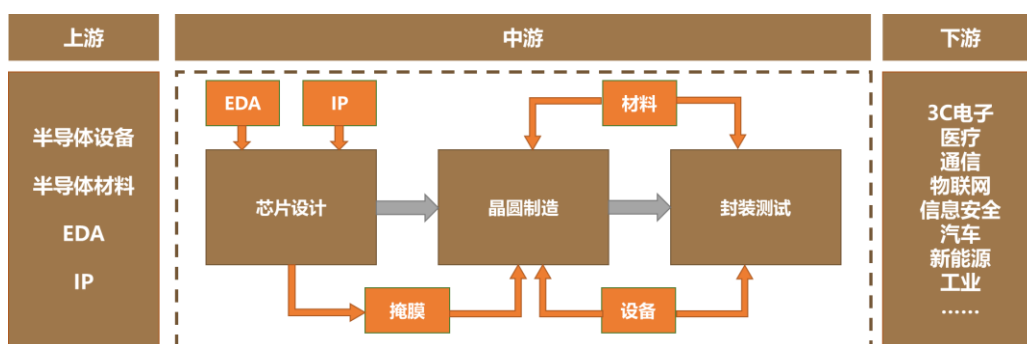 上游
中游
下游
半导体设备
半导体材料
EDA
IP
EDA
IP
材料
芯片设计
晶圆制造
封装测试
掩膜
设备
3C电子
医疗
通信
物联网
信息安全
汽车
新能源
工业
……